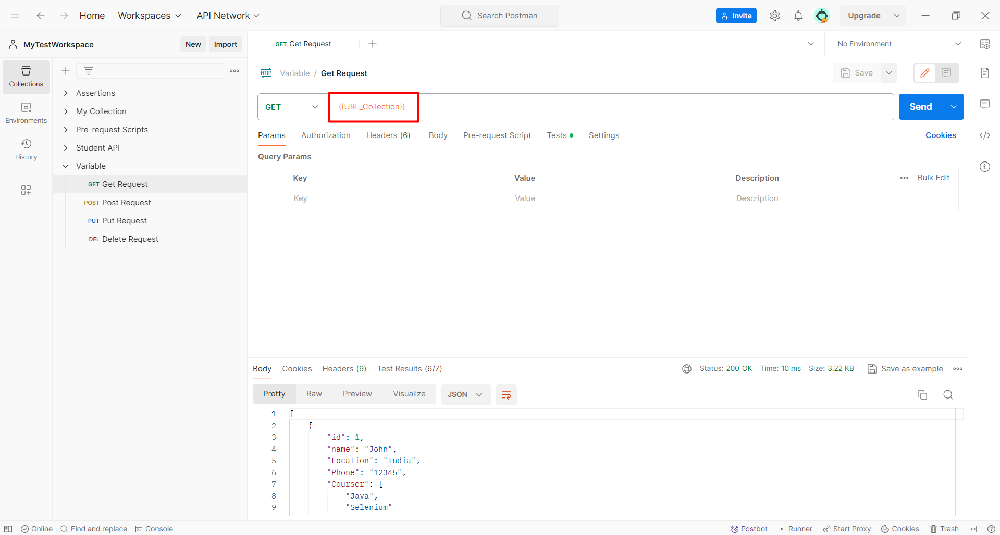 Home Workspaces API Network Search Postman Invite Upgrade
MyTestWorkspace New Import
GET Get Request No Environment
Collections
Environments
History
Assertions
My Collection
Pre-request Scripts
Student API
Variable
GET Get Request
POST Post Request
PUT Put Request
DEL Delete Request
HTTP Variable / Get Request Save
GET {{URL_Collection}} Send
Params Authorization Headers (6) Body Pre-request Script Tests Settings Cookies
Query Params
Key Value Description Bulk Edit
Key Value Description
Body Cookies Headers (9) Test Results (6/7) Status: 200 OK Time: 10 ms Size: 3.22 KB Save as example
Pretty Raw Preview Visualize JSON
1 [
2 {
3 "id": 1,
4 "name": "John",
5 "Location": "India",
6 "Phone": "12345",
7 "Courser": [
8 "Java",
9 "Selenium"
Online Find and replace Console Postbot Runner Start Proxy Cookies Trash